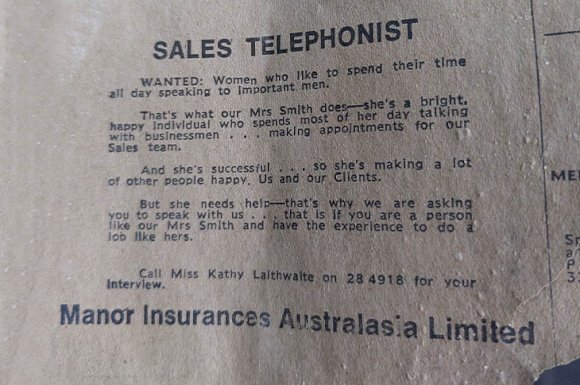 SALES TELEPHONIST
WANTED: Women who like to spend their time
all day speaking to important men.
That's what our Mrs Smith does—she's a bright,
happy individual who spends most of her day talking
with businessmen . . . making appointments for our
Sales team.
And she's successful . . . so she's making a lot
of other people happy, Us and our Clients.
But she needs help—that's why we are asking
you to speak with us . . . that is if you are a person
like our Mrs Smith and have the experience to do a
job like hers.
Call Miss Kathy Laithwaite on 28 4918 for your
interview.
Manor Insurances Australasia Limited
ME
S
P.
3.